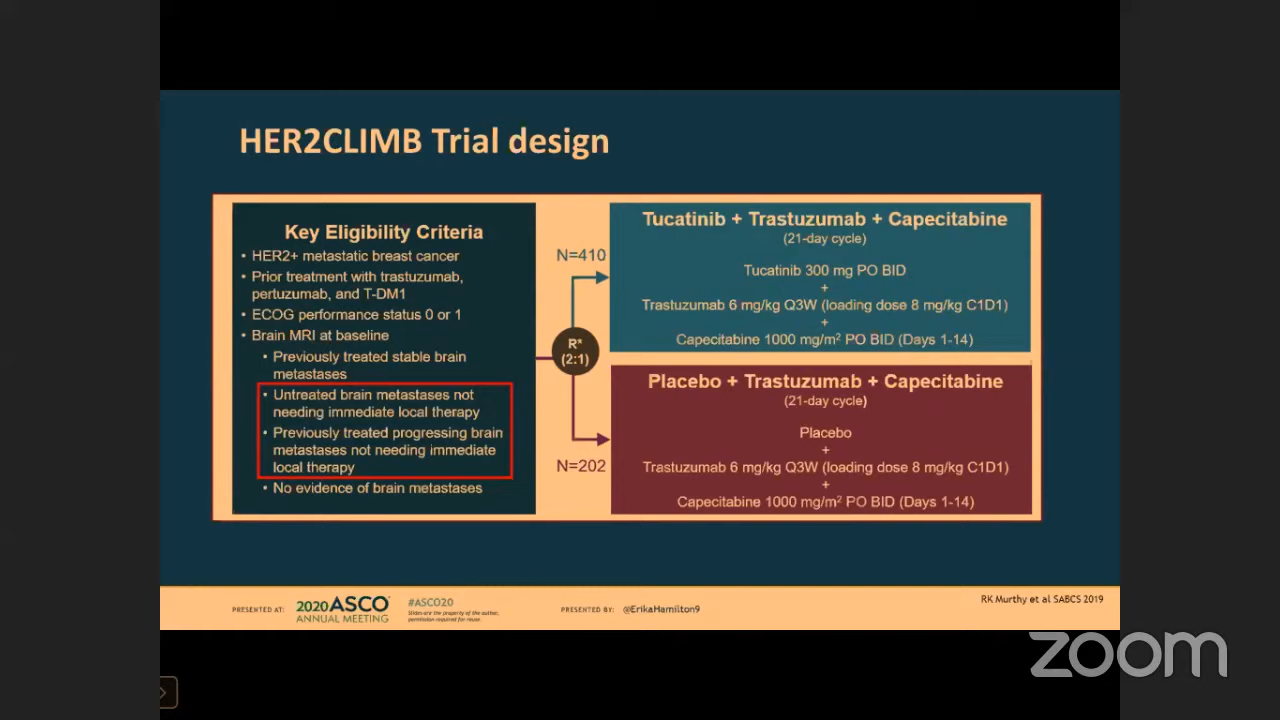 HER2CLIMB Trial design
Key Eligibility Criteria
• HER2+ metastatic breast cancer
• Prior treatment with trastuzumab,
pertuzumab, and T-DM1
• ECOG performance status 0 or 1
• Brain MRI at baseline
• Previously treated stable brain
metastases
• Untreated brain metastases not
needing immediate local therapy
• Previously treated progressing brain
metastases not needing immediate
local therapy
• No evidence of brain metastases
N=410
R*
(2:1)
N=202
Tucatinib + Trastuzumab + Capecitabine
(21-day cycle)
Tucatinib 300 mg PO BID
+
Trastuzumab 6 mg/kg Q3W (loading dose 8 mg/kg C1D1)
+
Capecitabine 1000 mg/m² PO BID (Days 1-14)
Placebo + Trastuzumab + Capecitabine
(21-day cycle)
Placebo
+
Trastuzumab 6 mg/kg Q3W (loading dose 8 mg/kg C1D1)
+
Capecitabine 1000 mg/m² PO BID (Days 1-14)
PRESENTED AT:
2020 ASCO
ANNUAL MEETING
#ASCO20
Slides are the property of the author,
permission required for reuse.
PRESENTED BY: @ErikaHamilton9
RK Murthy et al SABCS 2019
zoom